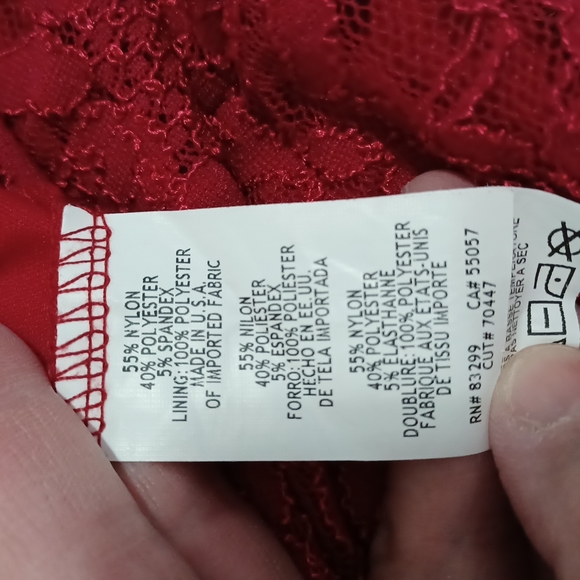 55% NYLON
40% POLYESTER
5% SPANDEX
LINING: 100% POLYESTER
MADE IN U.S.A.
OF IMPORTED FABRIC
55% NILON
40% POLIESTER
5% ESPANDEX
FORRO: 100% POLIESTER
HECHO EN EE.UU.
DE TELA IMPORTADA
55% NYLON
40% POLYESTER
5% ELASTHANNE
DOUBLURE: 100% POLYESTER
FABRIQUE AUX ETATS-UNIS
DE TISSU IMPORTE
RN# 83299 CA# 55057
CUT# 70447
NETTOYER A SEC